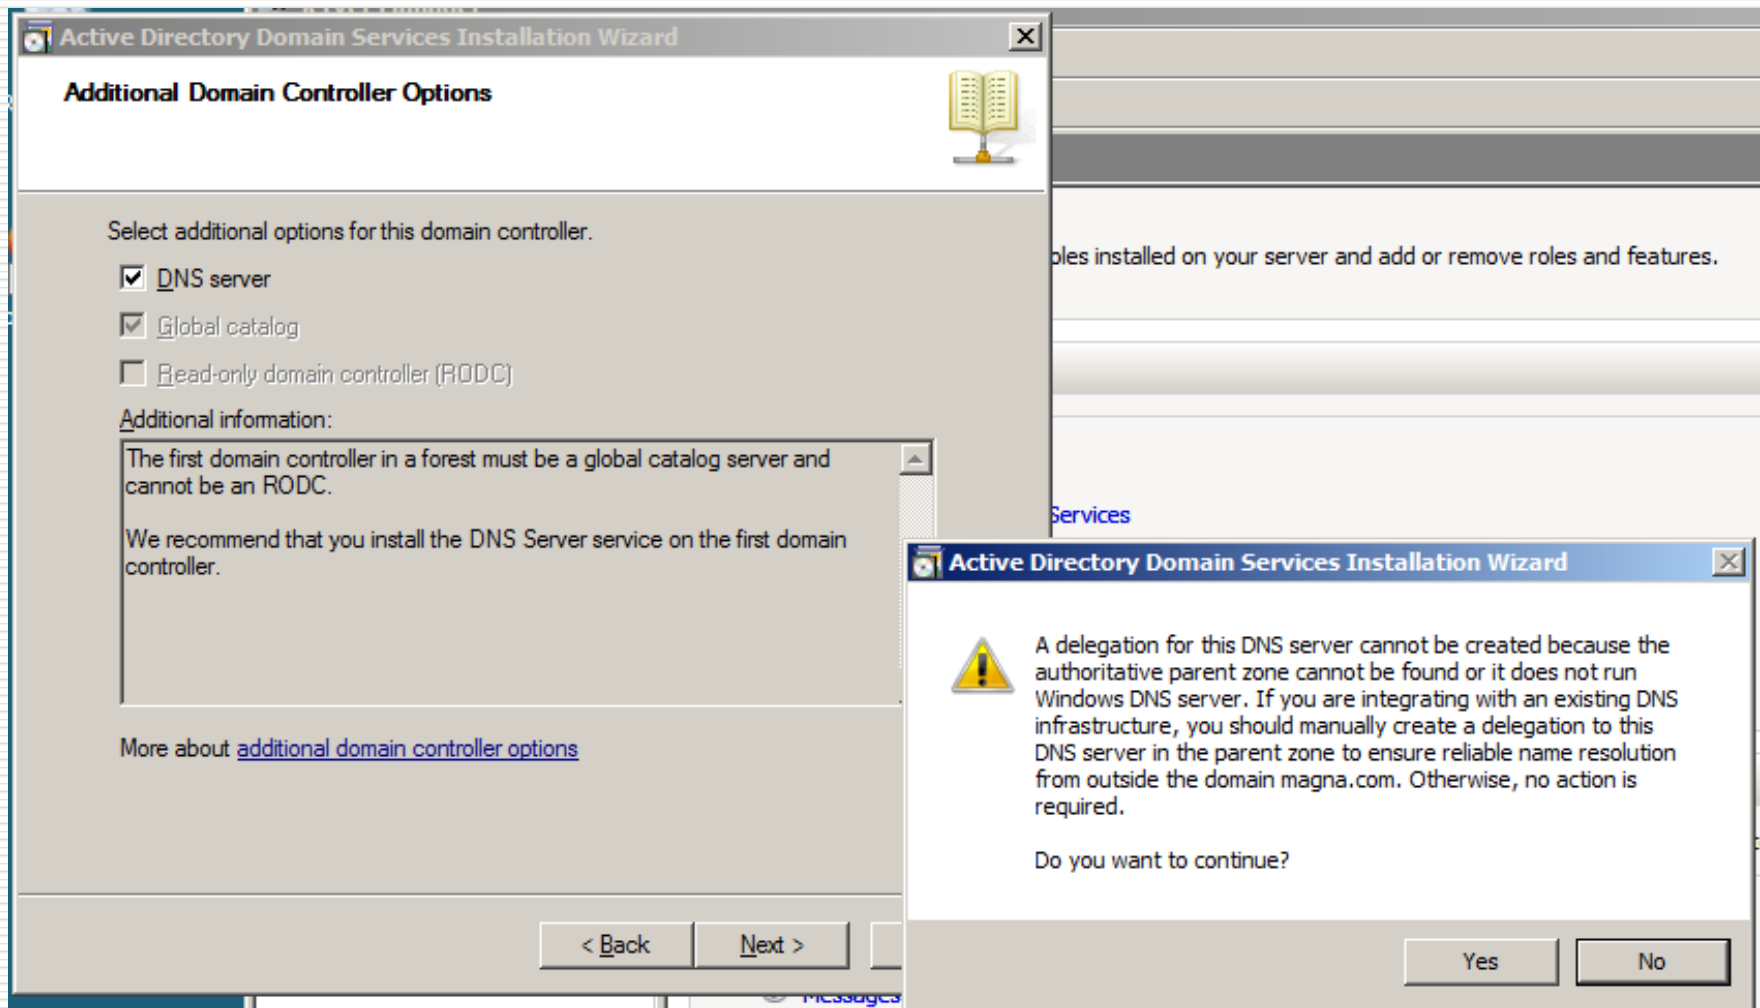 Active Directory Domain Services Installation Wizard
Additional Domain Controller Options
Select additional options for this domain controller.
DNS server
Global catalog
Read-only domain controller (RODC)
Additional information:
The first domain controller in a forest must be a global catalog server and
cannot be an RODC.
We recommend that you install the DNS Server service on the first domain
controller.
More about additional domain controller options
< Back
Next >
installed on your server and add or remove roles and features.
Services
Active Directory Domain Services Installation Wizard
A delegation for this DNS server cannot be created because the
authoritative parent zone cannot be found or it does not run
Windows DNS server. If you are integrating with an existing DNS
infrastructure, you should manually create a delegation to this
DNS server in the parent zone to ensure reliable name resolution
from outside the domain magna.com. Otherwise, no action is
required.
Do you want to continue?
Yes
No
Messages